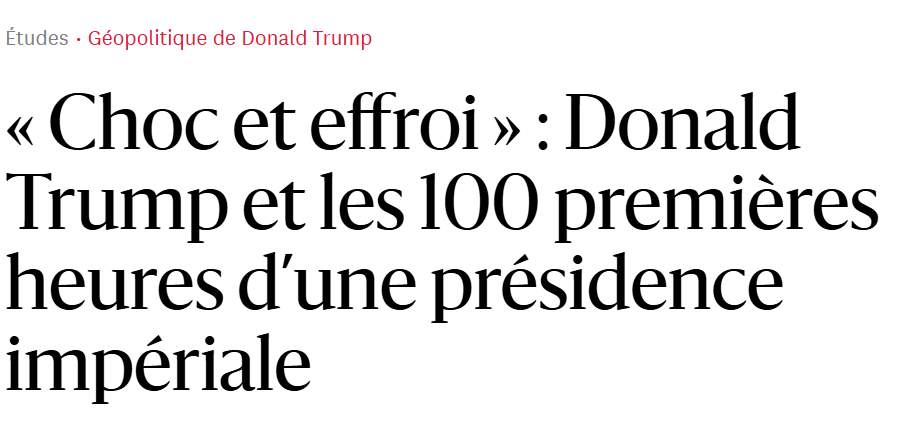 Études · Géopolitique de Donald Trump
« Choc et effroi » : Donald
Trump et les 100 premières
heures d’une présidence
impériale